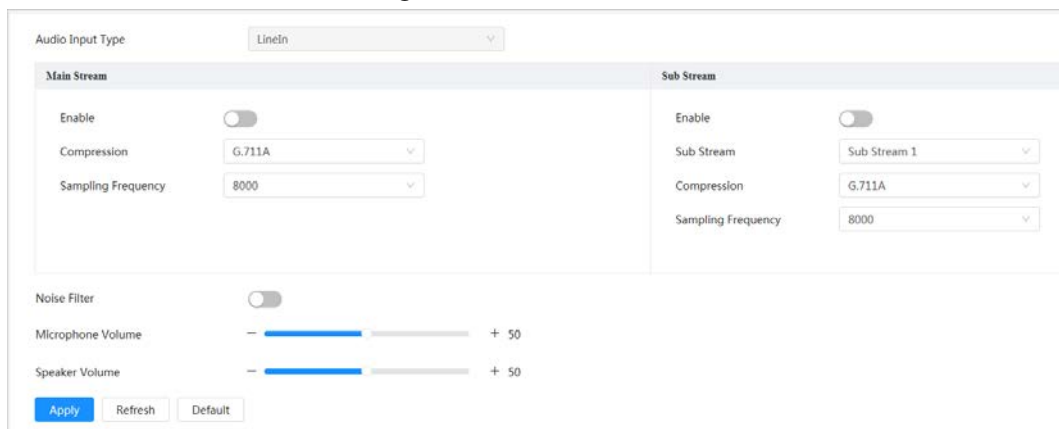 Audio Input Type LineIn
Main Stream Sub Stream
Enable Enable
Compression G.711A Sub Stream Sub Stream 1
Sampling Frequency 8000 Compression G.711A
Sampling Frequency 8000
Noise Filter
Microphone Volume − + 50
Speaker Volume − + 50
Apply Refresh Default